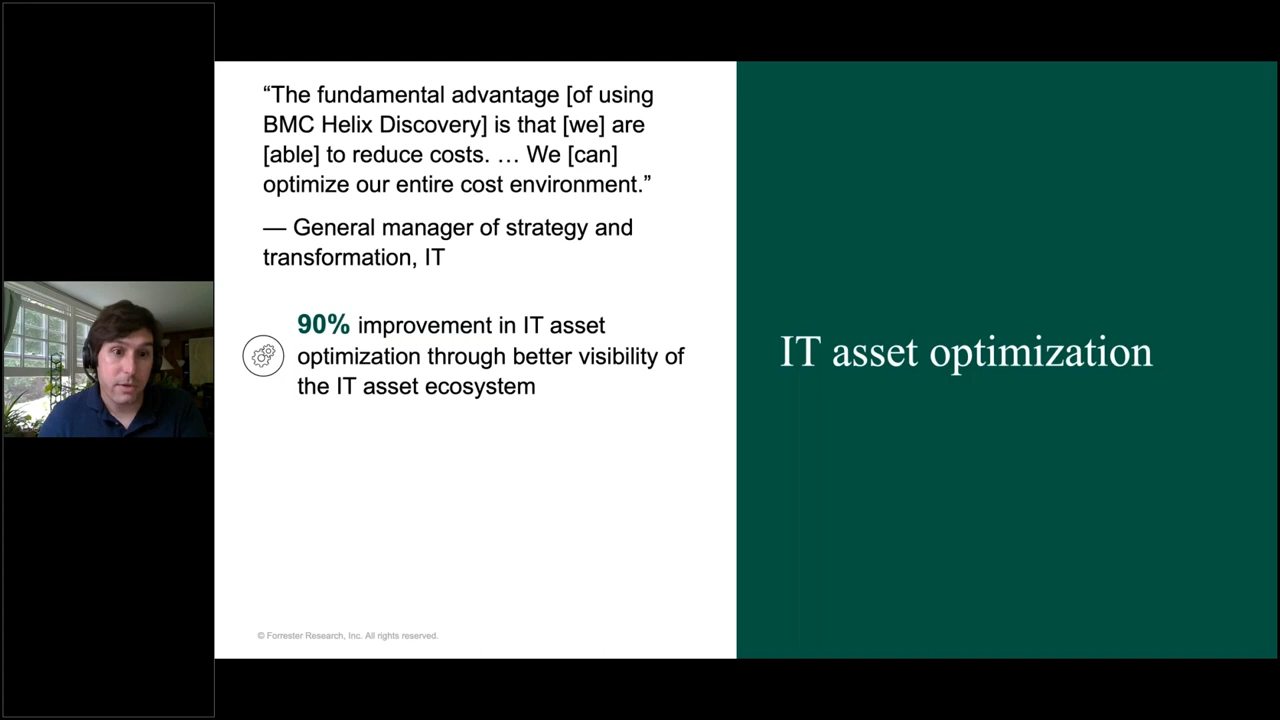 “The fundamental advantage [of using
BMC Helix Discovery] is that [we] are
[able] to reduce costs. … We [can]
optimize our entire cost environment.”
— General manager of strategy and
transformation, IT
90% improvement in IT asset
optimization through better visibility of
the IT asset ecosystem
IT asset optimization
© Forrester Research, Inc. All rights reserved.